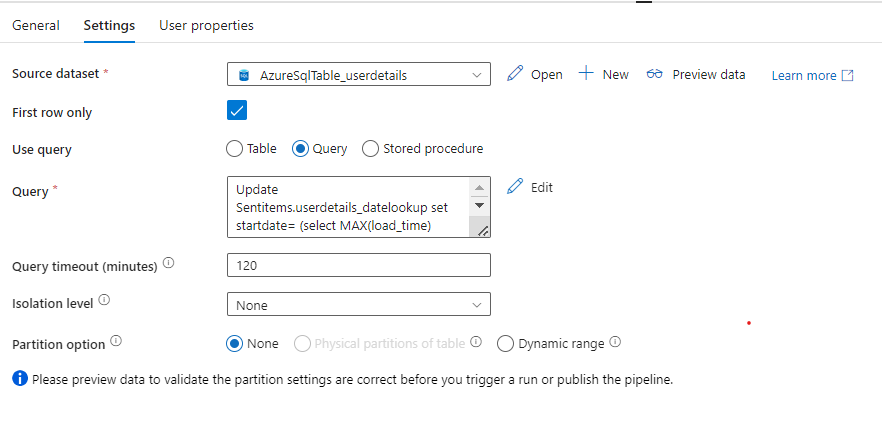 General Settings User properties
Source dataset * AzureSqlTable_userdetails Open New Preview data Learn more
First row only
Use query Table Query Stored procedure
Query * Update
Sentitems.userdetails_datelookup set
startdate= (select MAX(load_time)
Edit
Query timeout (minutes) 120
Isolation level None
Partition option None Physical partitions of table Dynamic range
Please preview data to validate the partition settings are correct before you trigger a run or publish the pipeline.